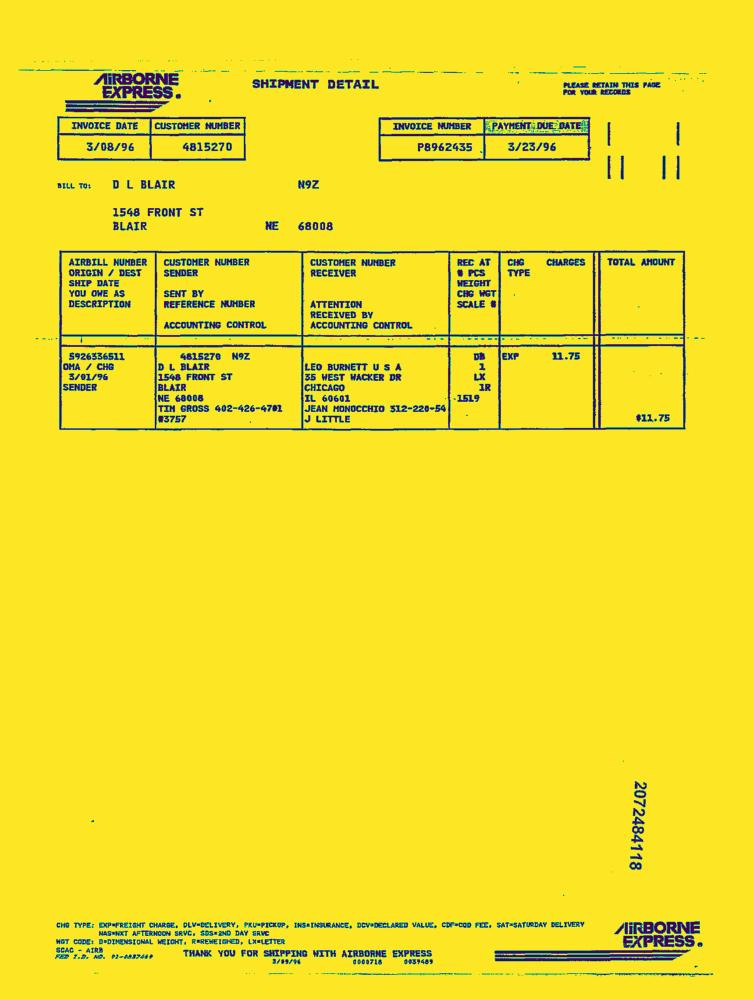 AIRBORNE
EXPRESS.
SHIPMENT DETAIL
PLEASE RETAIN THIS PAGE
FOR YOUR RECORDS
INVOICE DATE CUSTOMER NUMBER
3/08/96 4815270
INVOICE NUMBER PAYMENT DUE DATE
P8962435 3/23/96
BILL TO: D L BLAIR N9Z
1548 FRONT ST
BLAIR NE 68008
AIRBILL NUMBER CUSTOMER NUMBER CUSTOMER NUMBER REC AT CHG CHARGES TOTAL AMOUNT
ORIGIN / DEST SENDER RECEIVER # PCS TYPE
SHIP DATE WEIGHT
YOU OWE AS SENT BY CHG WGT
DESCRIPTION REFERENCE NUMBER ATTENTION SCALE #
RECEIVED BY
ACCOUNTING CONTROL ACCOUNTING CONTROL
5926336511 4815270 N9Z DB EXP 11.75
OMA / CHG D L BLAIR LEO BURNETT U S A 1
3/01/96 1548 FRONT ST 35 WEST WACKER DR LX
SENDER BLAIR CHICAGO 1R
NE 68008 IL 60601 1519
TIM GROSS 402-426-4701 JEAN MONOCCHIO 312-220-54
#3757 J LITTLE $11.75
2072484118
CHG TYPE: EXP=FREIGHT CHARGE, DLV=DELIVERY, PKU=PICKUP, INS=INSURANCE, DCV=DECLARED VALUE, CDF=COD FEE, SAT=SATURDAY DELIVERY
NAS=NXT AFTERNOON SRVC, SDS=2ND DAY SRVC
WGT CODE: D=DIMENSIONAL WEIGHT, R=REWEIGHED, LX=LETTER
SCAC - AIRB
FED I.D. NO.
THANK YOU FOR SHIPPING WITH AIRBORNE EXPRESS
0000718 0039489
AIRBORNE
EXPRESS.